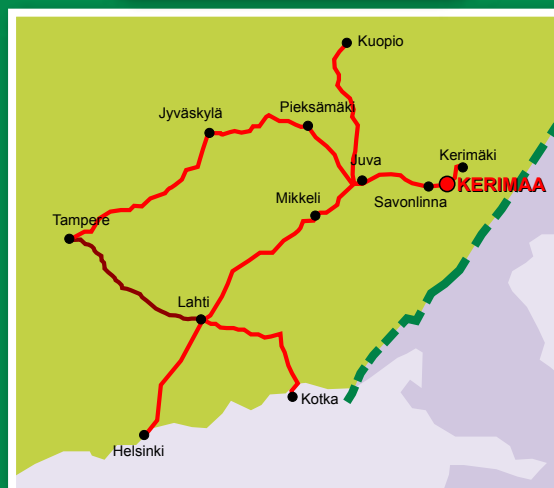 Kuopio
Pieksämäki
Jyväskylä
Juva
Kerimäki
KERIMAA
Savonlinna
Mikkeli
Tampere
Lahti
Kotka
Helsinki